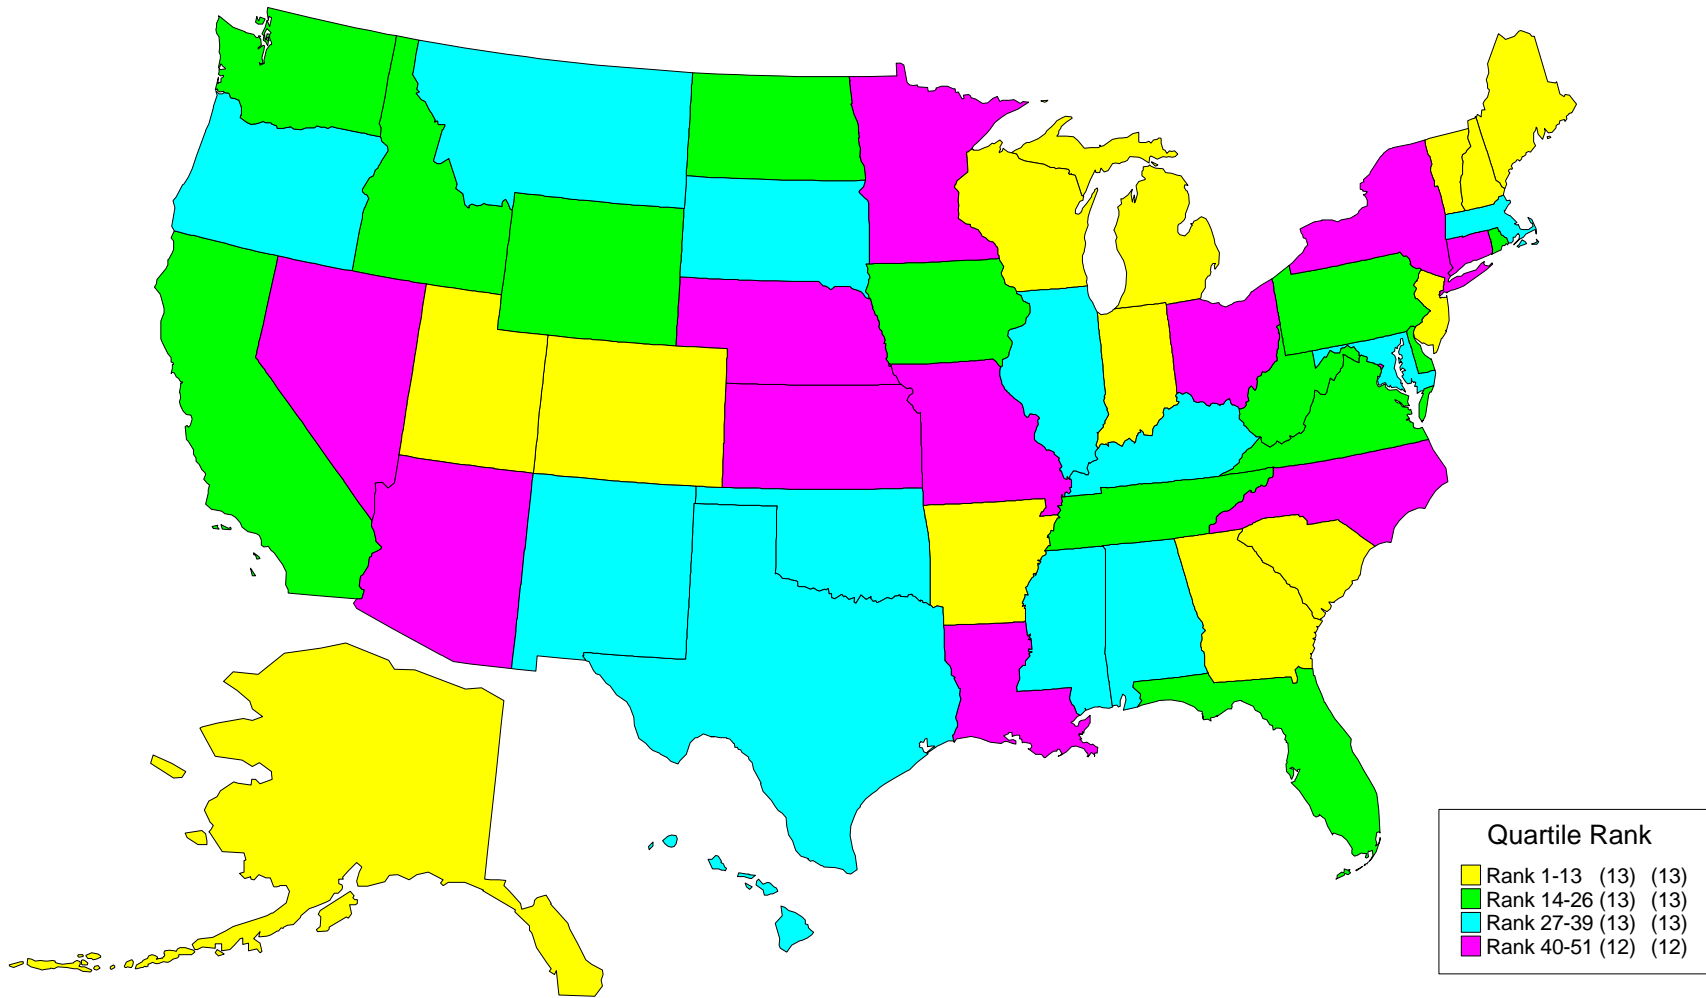 Quartile Rank
Rank 1-13 (13) (13)
Rank 14-26 (13) (13)
Rank 27-39 (13) (13)
Rank 40-51 (12) (12)